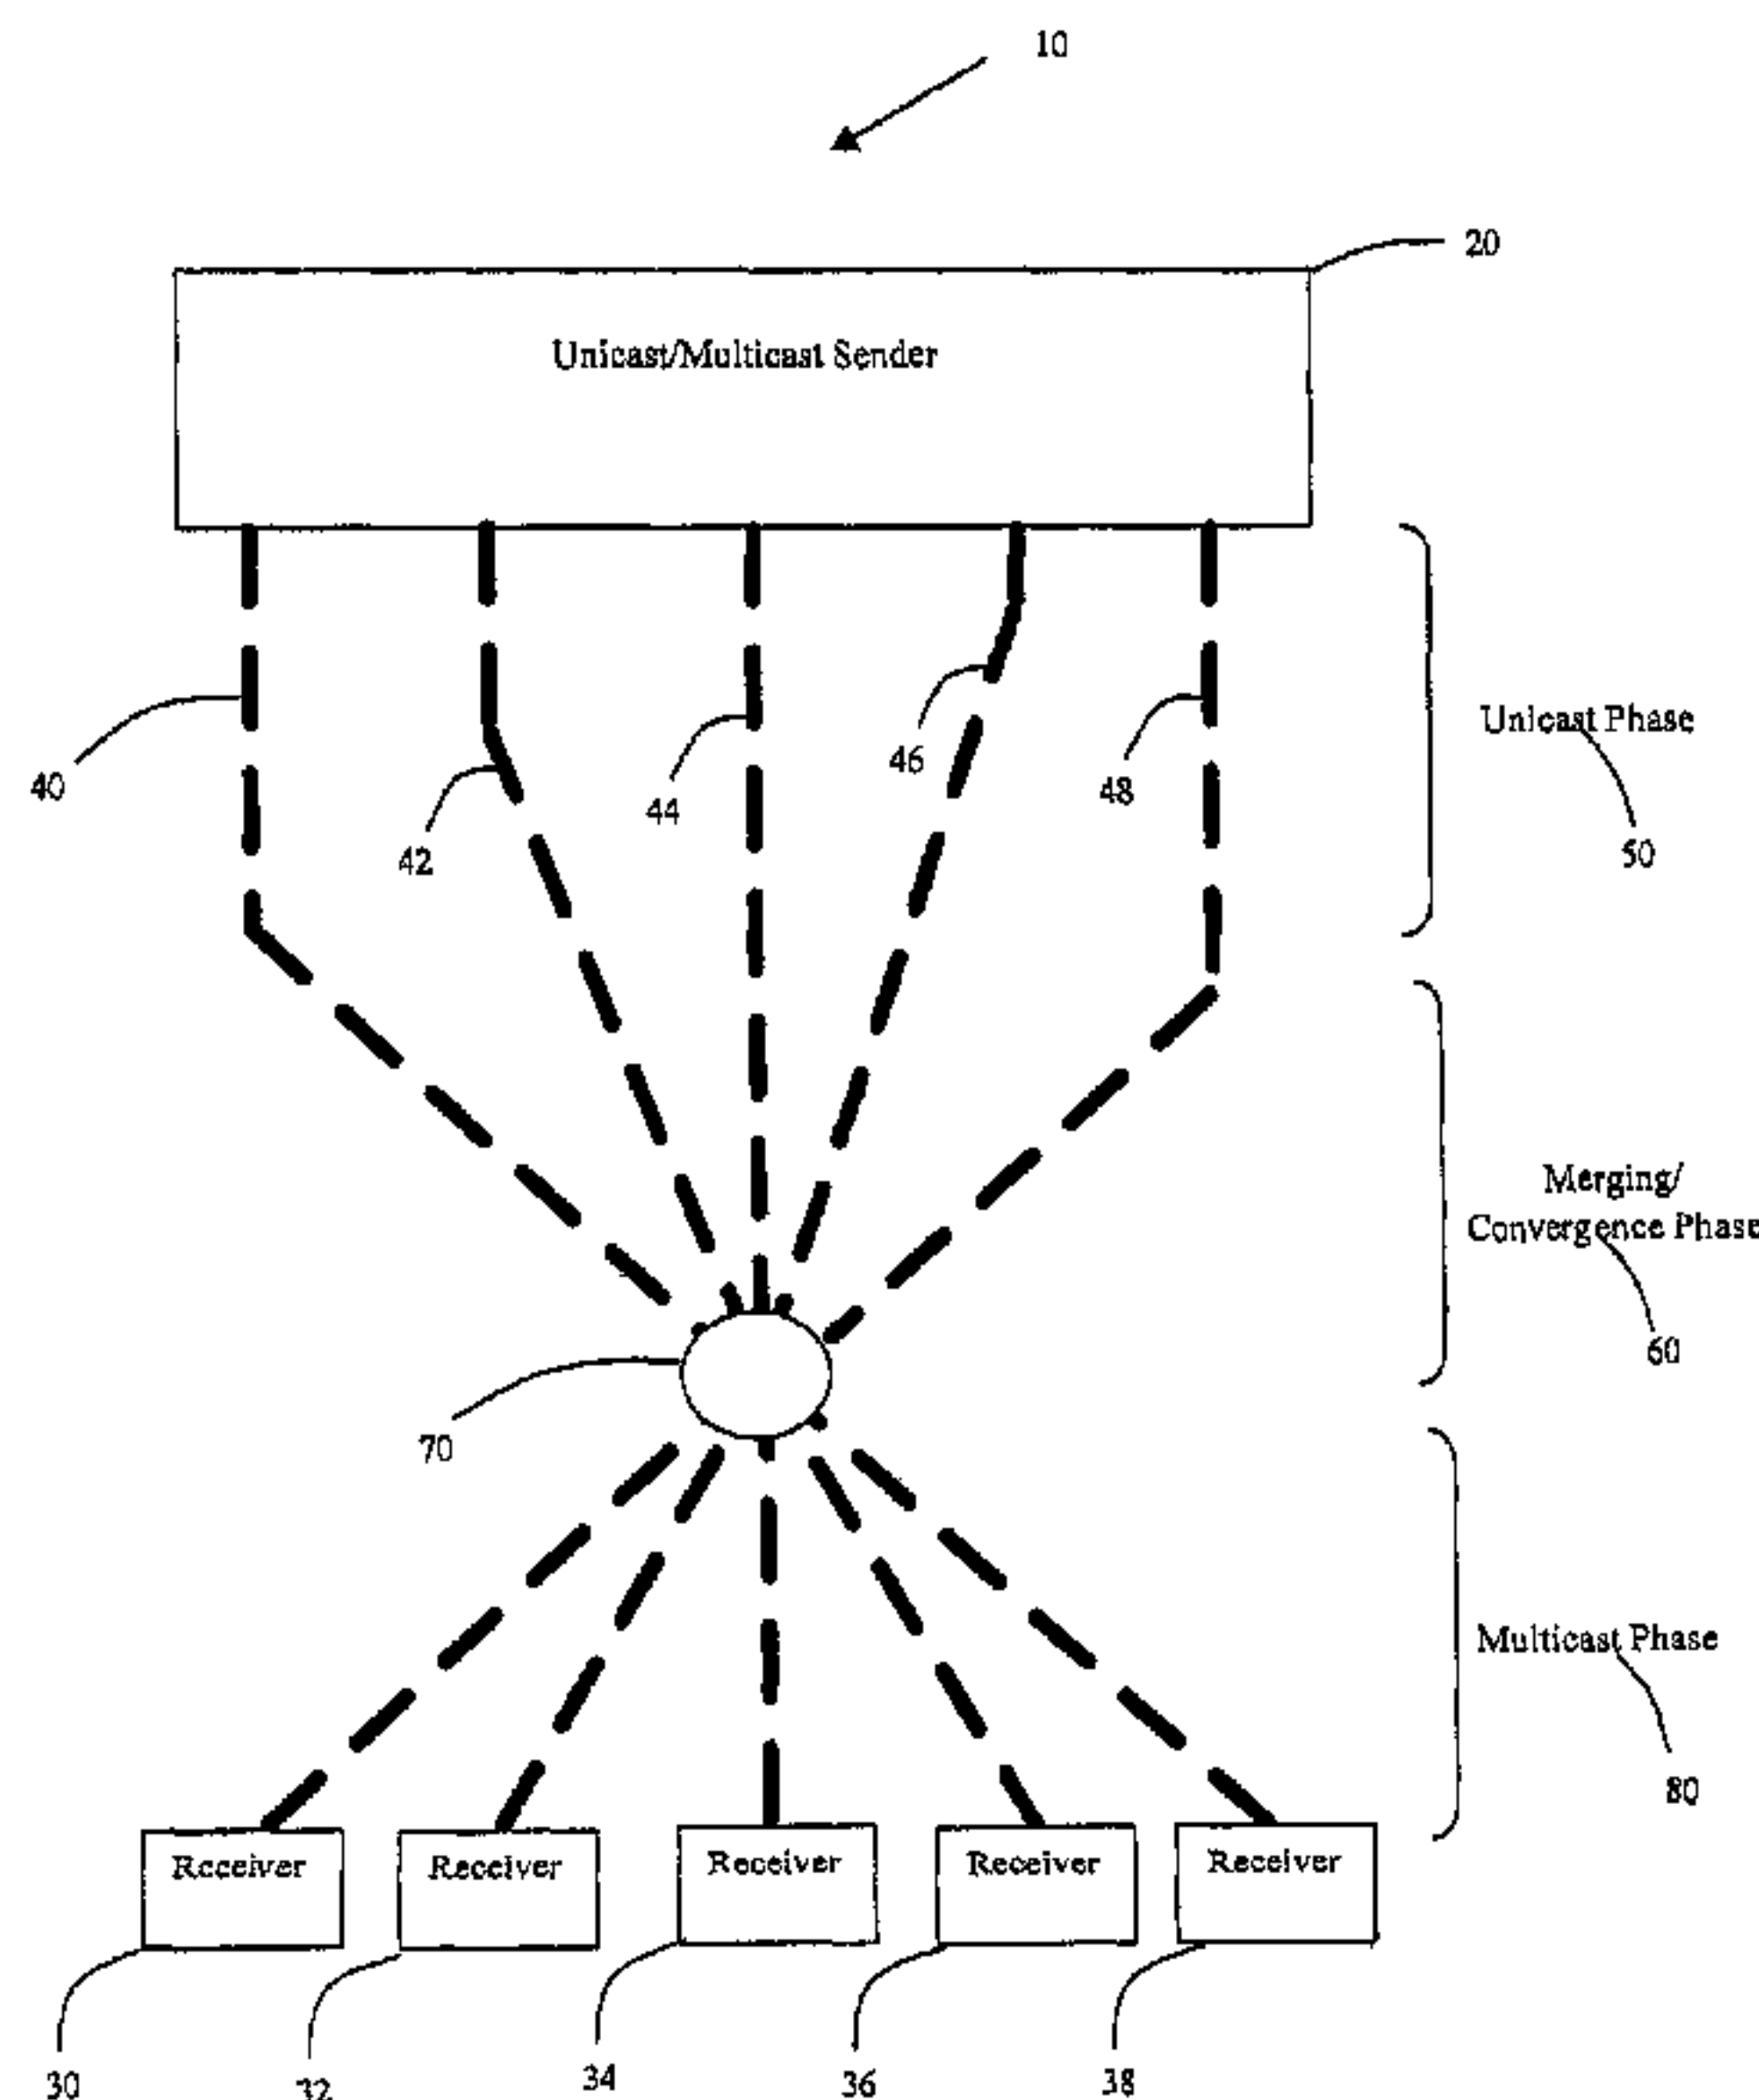 10
20
Unicast/Multicast Sender
40
42
44
46
48
Unicast Phase
50
Merging/
Convergence Phase
60
70
Multicast Phase
80
Receiver
Receiver
Receiver
Receiver
Receiver
30
32
34
36
38